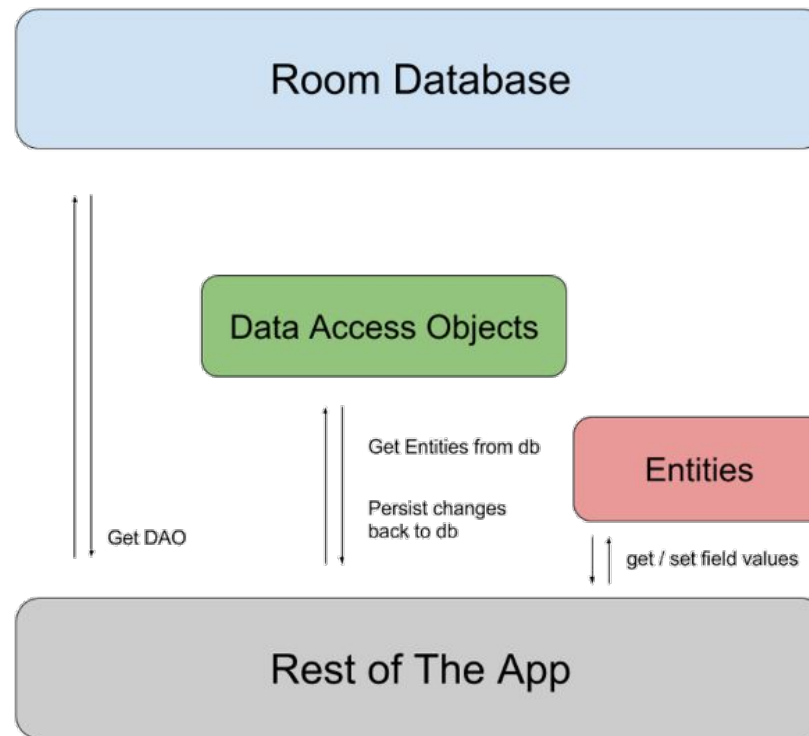 Room Database
Data Access Objects
Get Entities from db
Entities
Persist changes
back to db
Get DAO
get / set field values
Rest of The App